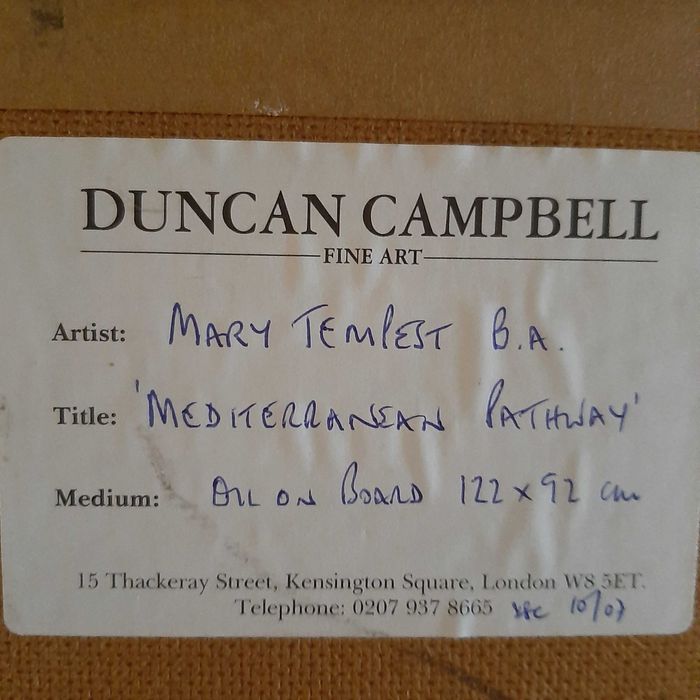 DUNCAN CAMPBELL
FINE ART
Artist: MARY TEMPEST B.A.
Title: 'MEDITERRANEAN PATHWAY'
Medium: OIL ON BOARD 122 x 92 cm
15 Thackeray Street, Kensington Square, London W8 5ET.
Telephone: 0207 937 8665 10/07